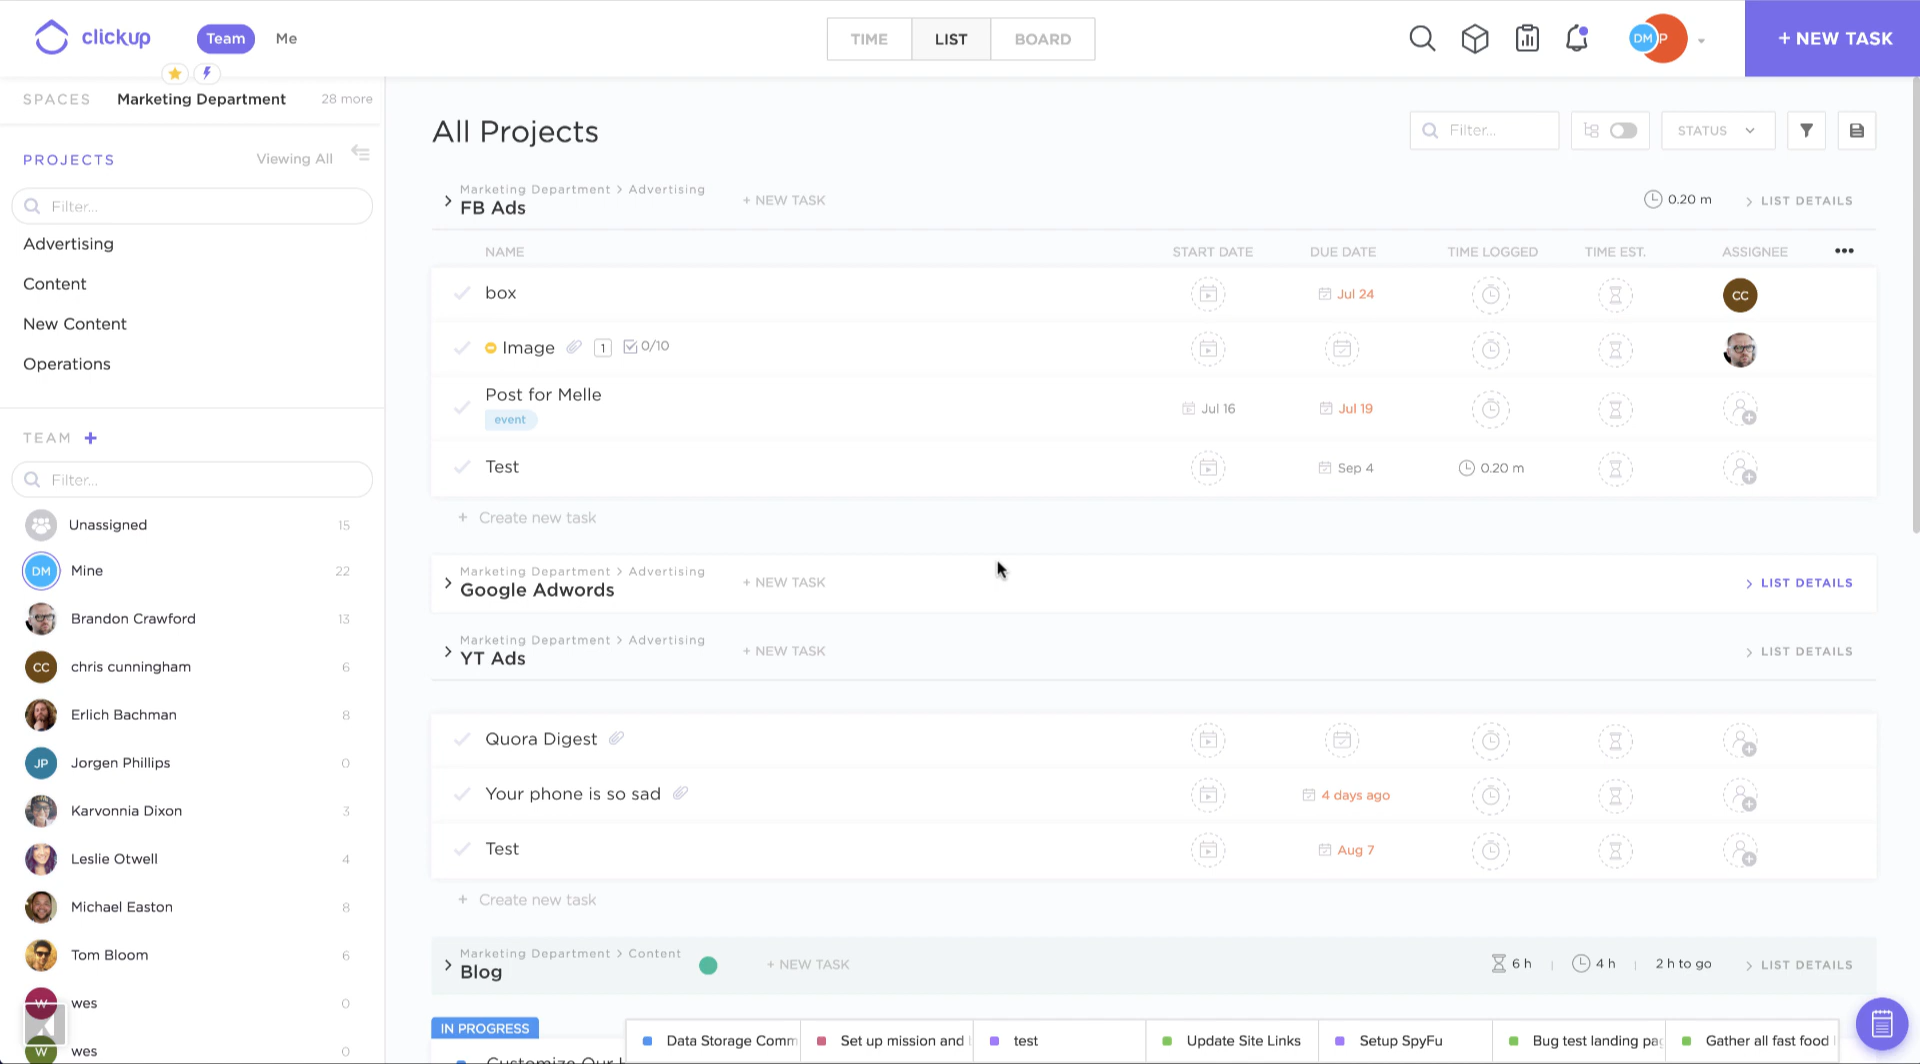 clickup
Team
Me
TIME
LIST
BOARD
DM
P
+ NEW TASK
SPACES
Marketing Department
28 more
PROJECTS
Viewing All
Filter...
Advertising
Content
New Content
Operations
TEAM +
Filter...
Unassigned 15
DM Mine 22
Brandon Crawford 13
CC chris cunningham 6
Erlich Bachman 8
JP Jorgen Phillips 0
Karvonnia Dixon 3
Leslie Otwell 4
Michael Easton 8
Tom Bloom 6
W wes 0
W wes 0
All Projects
Filter...
STATUS
Marketing Department > Advertising
FB Ads
+ NEW TASK
0.20 m
> LIST DETAILS
NAME START DATE DUE DATE TIME LOGGED TIME EST. ASSIGNEE
box Jul 24 CC
Image 1 0/10
Post for Melle Jul 16 Jul 19
event
Test Sep 4 0.20 m
+ Create new task
Marketing Department > Advertising
Google Adwords
+ NEW TASK
> LIST DETAILS
Marketing Department > Advertising
YT Ads
+ NEW TASK
> LIST DETAILS
Quora Digest
Your phone is so sad 4 days ago
Test Aug 7
+ Create new task
Marketing Department > Content
Blog
+ NEW TASK
6 h | 4 h | 2 h to go
> LIST DETAILS
IN PROGRESS
Customize Our
Data Storage Comm
Set up mission and
test
Update Site Links
Setup SpyFu
Bug test landing pag
Gather all fast food